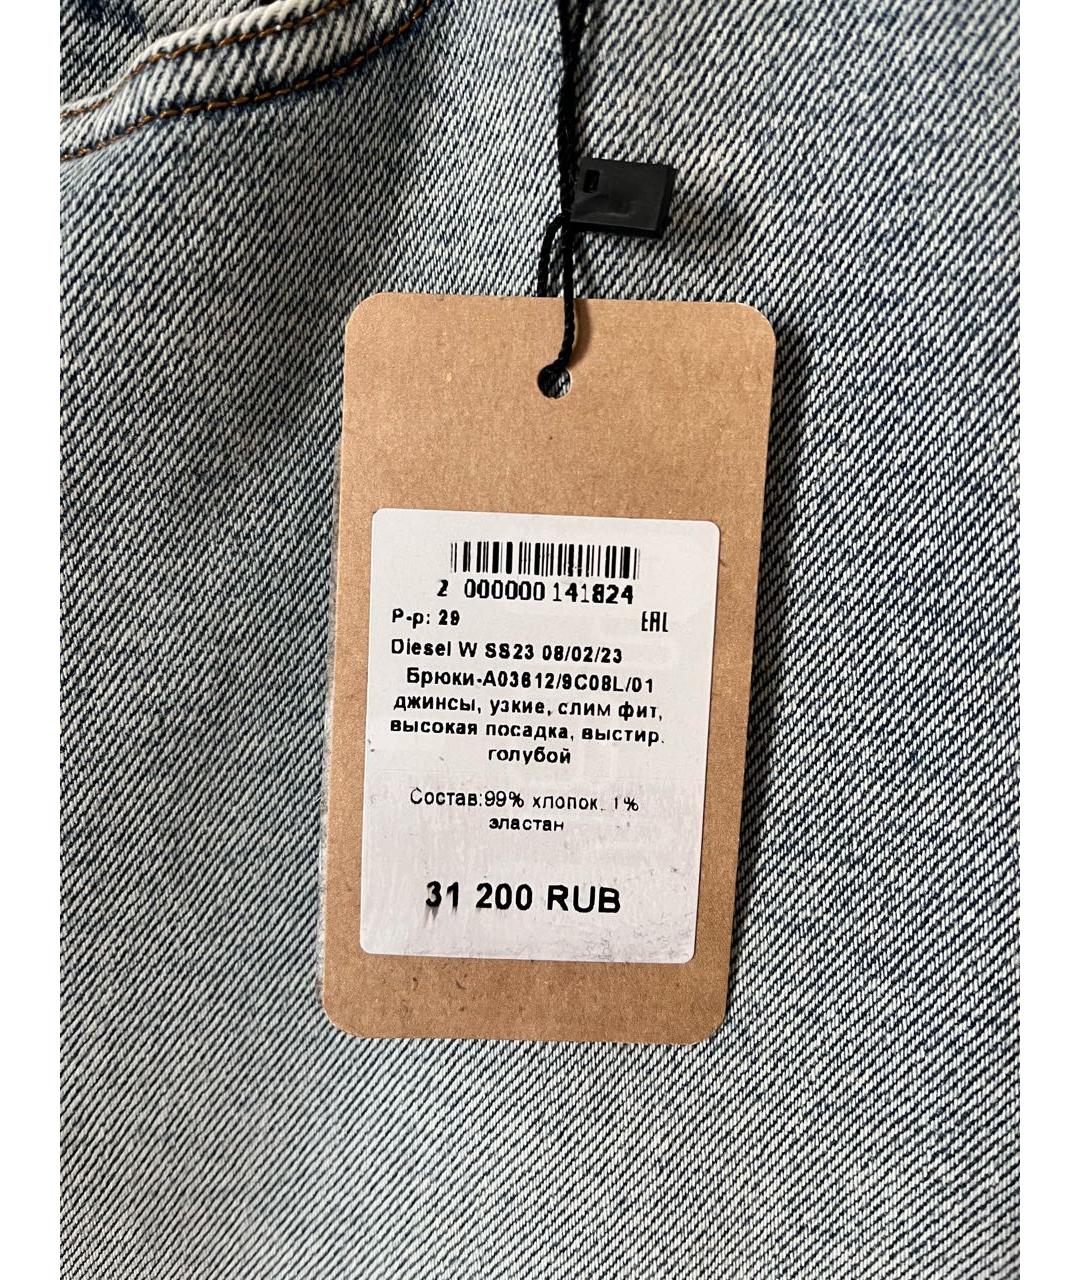 2 000000 141824
Р-р: 29 EAC
Diesel W SS23 08/02/23
Брюки-A03612/9C08L/01
джинсы, узкие, слим фит,
высокая посадка, выстир.
голубой
Состав:99% хлопок, 1%
эластан
31 200 RUB